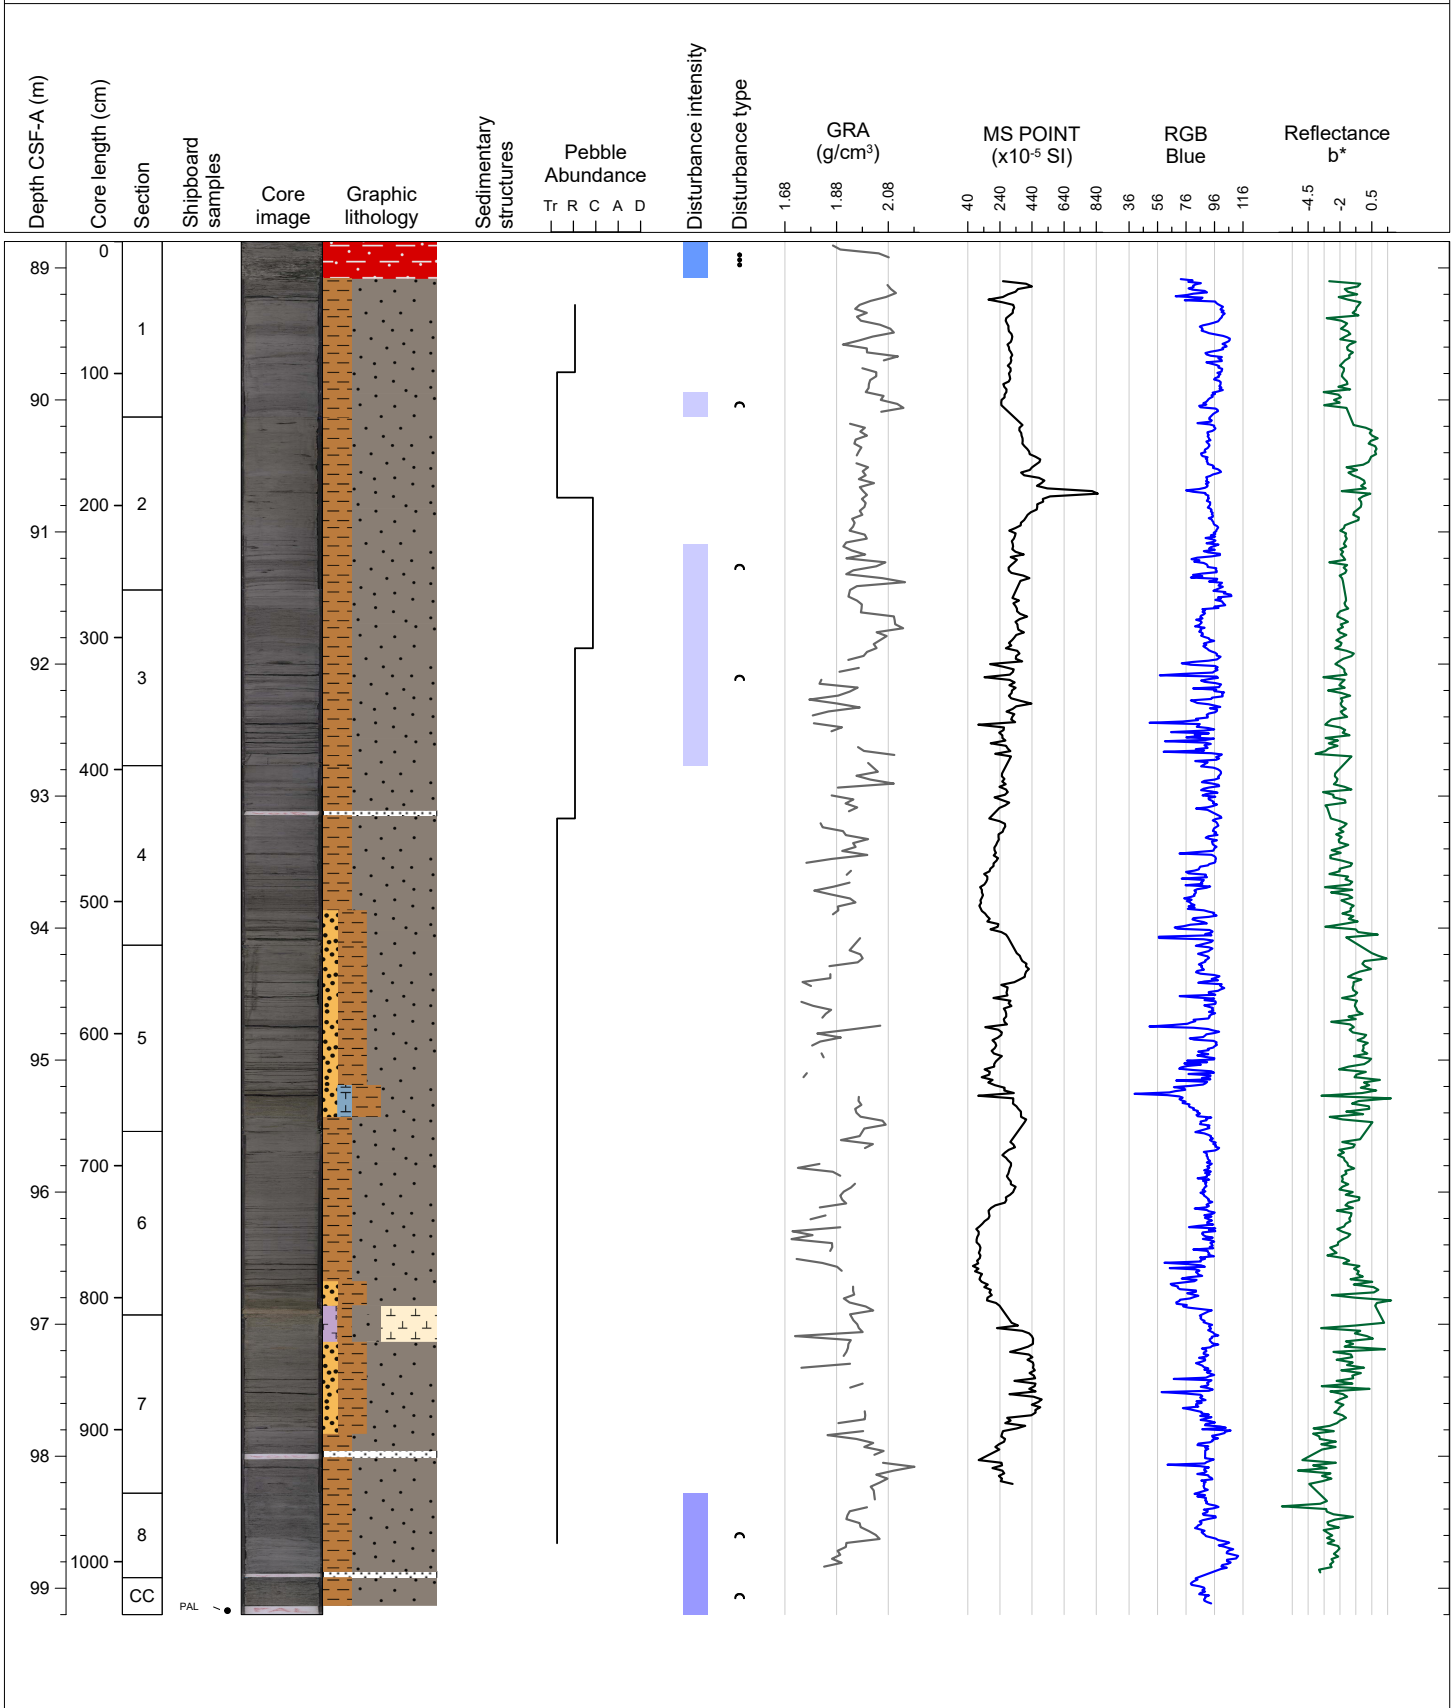 Depth CSF-A (m)
Core length (cm)
Section
Shipboard
samples
Core
image
Graphic
lithology
Sedimentary
structures
Pebble
Abundance
Tr R C A D
Disturbance intensity
Disturbance type
GRA
(g/cm³)
1.68 1.88 2.08
MS POINT
(x10⁻⁵ SI)
40 240 440 640 840
RGB
Blue
36 56 76 96 116
Reflectance
b*
-4.5 -2 0.5
0
89
1
100
90
200
2
91
300
92
3
400
93
4
500
94
600
5
95
700
96
6
800
97
7
900
98
8
1000
99
CC
PAL